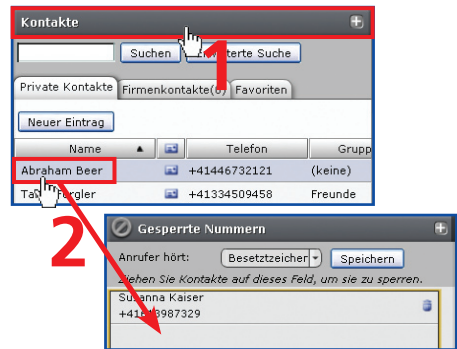 Kontakte
1
Suchen Erweiterte Suche
Private Kontakte Firmenkontakte(6) Favoriten
Neuer Eintrag
Name Telefon Grupp
Abraham Beer +41446732121 (keine)
+41334509458 Freunde
2
Gesperrte Nummern
Anrufer hört: Besetztzeicher Speichern
Ziehen Sie Kontakte auf dieses Feld, um sie zu sperren.
Susanna Kaiser